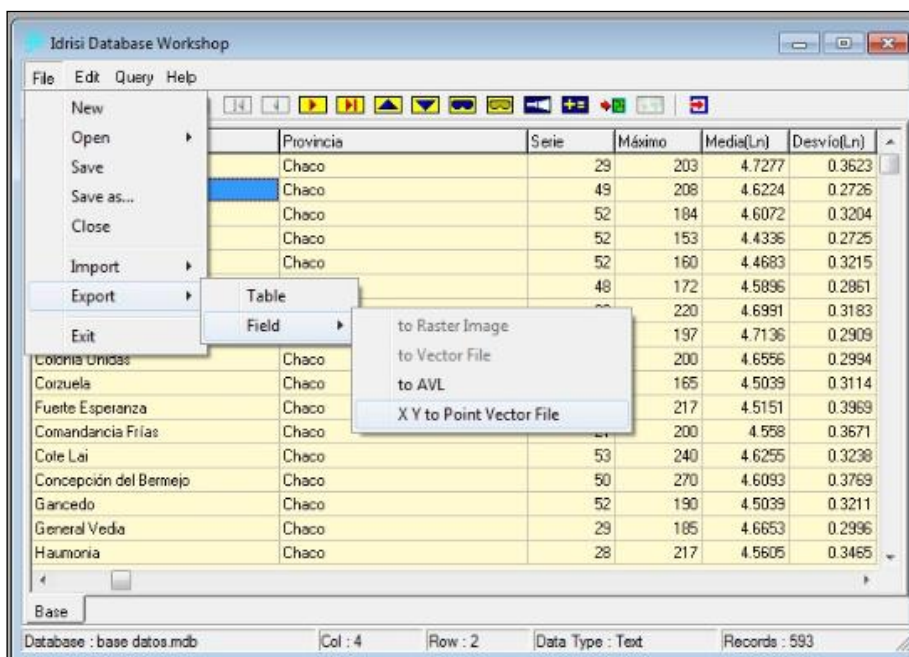 Idrisi Database Workshop
File Edit Query Help
New
Open
Save
Save as...
Close
Import
Export
Exit
Table
Field
to Raster Image
to Vector File
to AVL
X Y to Point Vector File
Provincia Serie Máximo Media(Ln) Desvío(Ln)
Chaco 29 203 4.7277 0.3623
Chaco 49 208 4.6224 0.2726
Chaco 52 184 4.6072 0.3204
Chaco 52 153 4.4336 0.2725
Chaco 52 160 4.4683 0.3215
48 172 4.5896 0.2861
220 4.6991 0.3183
197 4.7136 0.2909
Colonia Unidas Chaco 200 4.6556 0.2994
Corzuela Chaco 165 4.5039 0.3114
Fuerte Esperanza Chaco 217 4.5151 0.3969
Comandancia Frías Chaco 200 4.558 0.3671
Cote Lai Chaco 53 240 4.6255 0.3238
Concepción del Bermejo Chaco 50 270 4.6093 0.3769
Gancedo Chaco 52 190 4.5039 0.3211
General Vedia Chaco 29 185 4.6653 0.2996
Haumonia Chaco 28 217 4.5605 0.3465
Base
Database : base datos.mdb Col : 4 Row : 2 Data Type : Text Records : 593